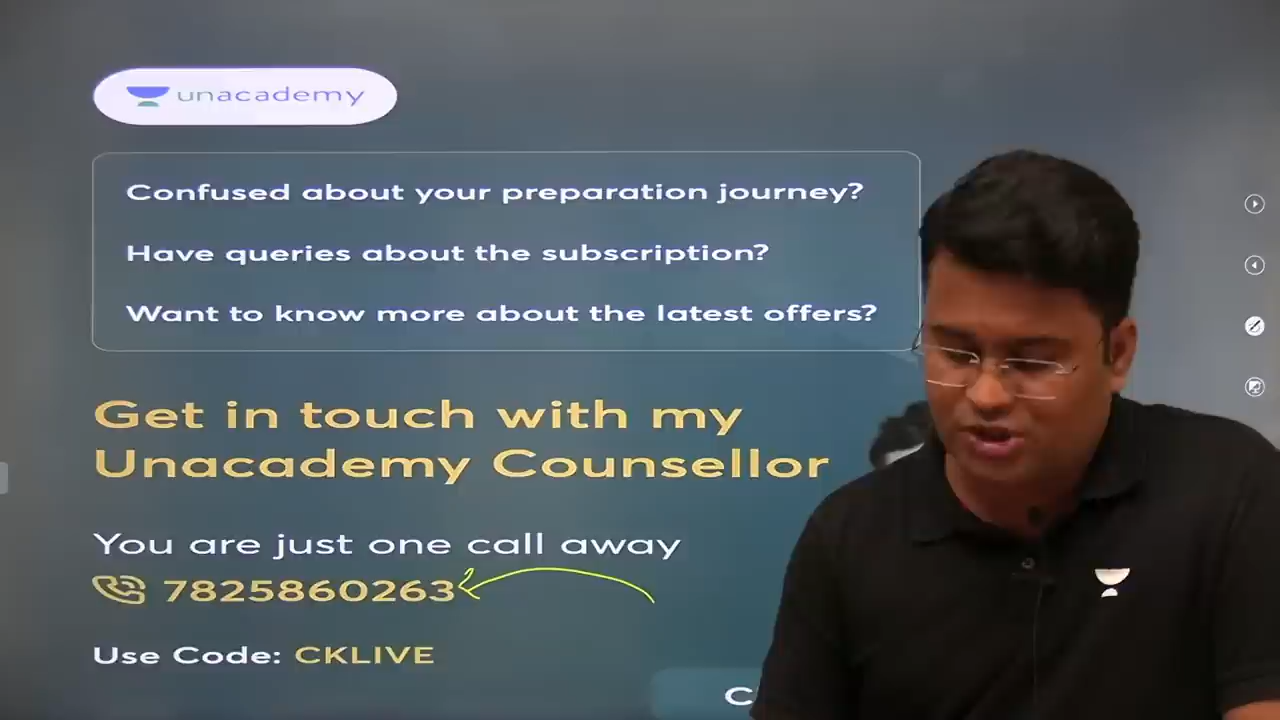 unacademy
Confused about your preparation journey?
Have queries about the subscription?
Want to know more about the latest offers?
Get in touch with my
Unacademy Counsellor
You are just one call away
7825860263
Use Code: CKLIVE